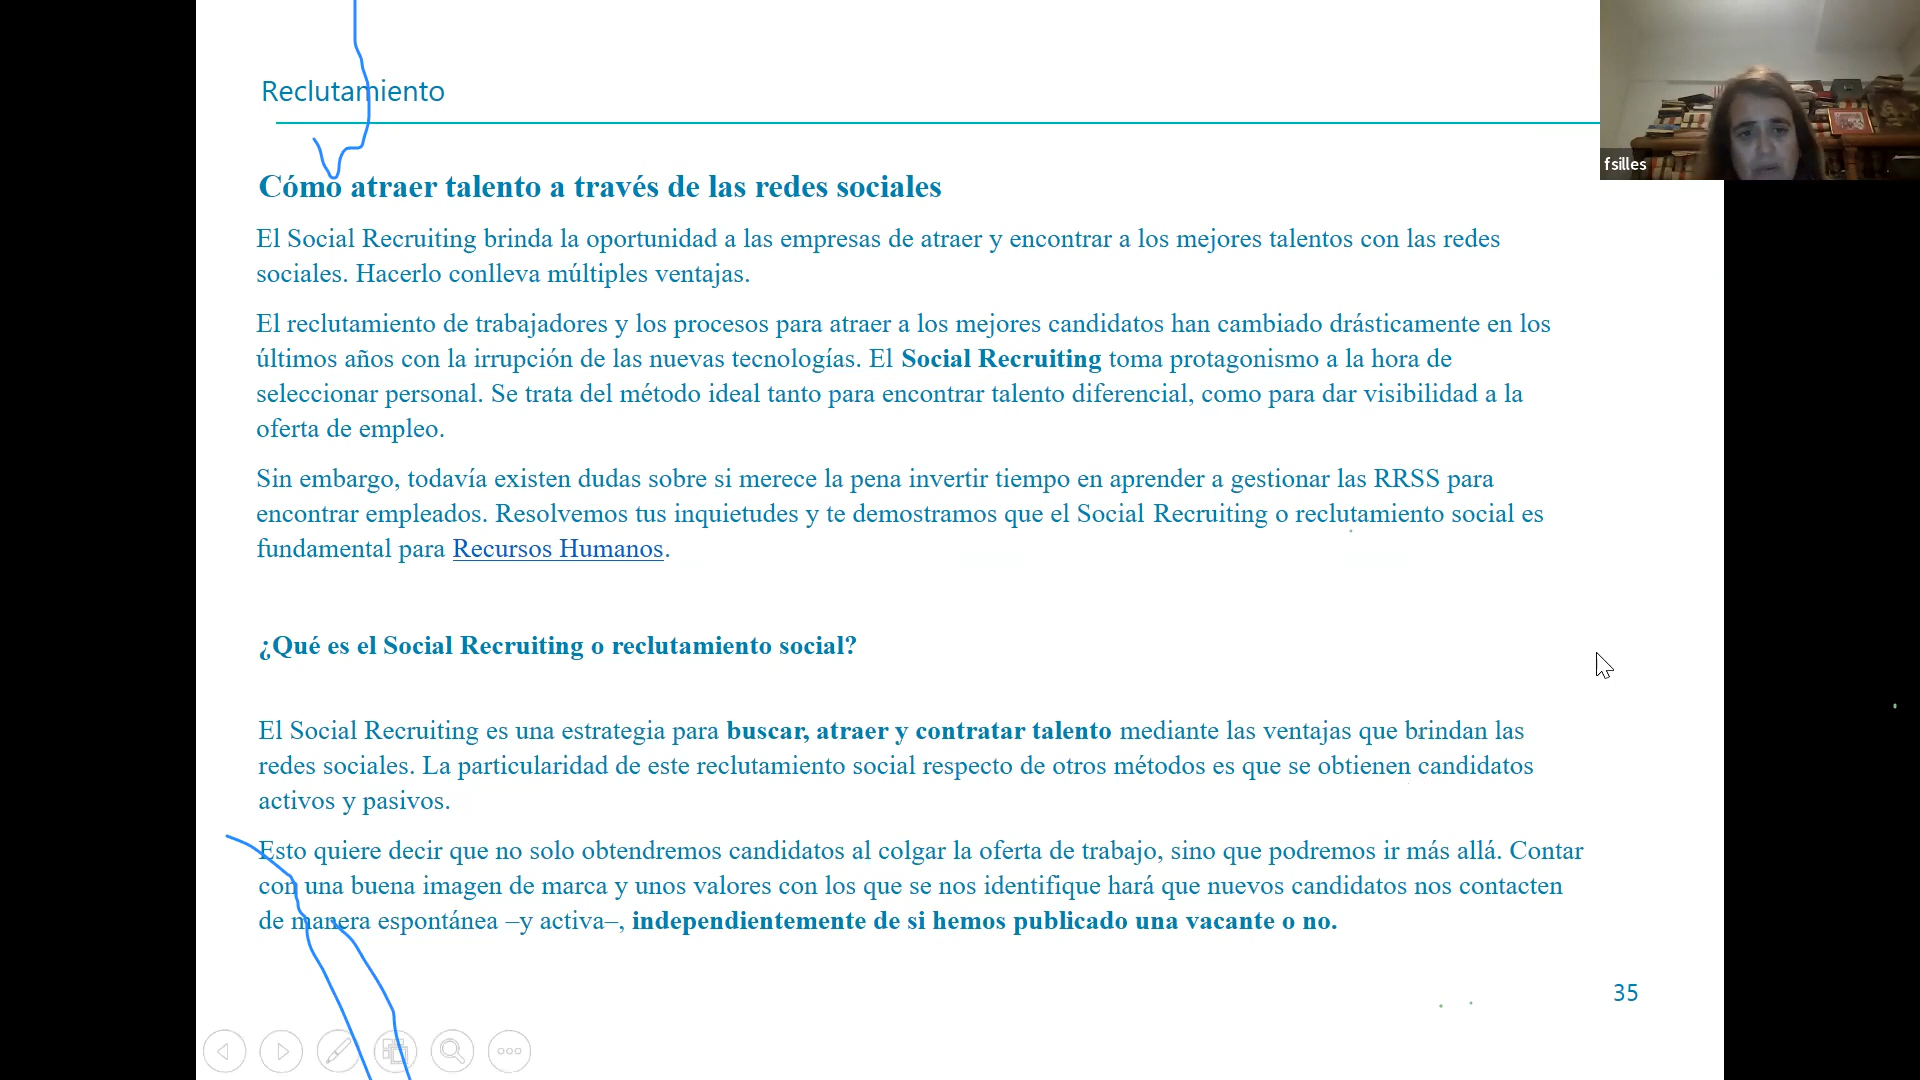 Reclutamiento
fsilles
Cómo atraer talento a través de las redes sociales
El Social Recruiting brinda la oportunidad a las empresas de atraer y encontrar a los mejores talentos con las redes
sociales. Hacerlo conlleva múltiples ventajas.
El reclutamiento de trabajadores y los procesos para atraer a los mejores candidatos han cambiado drásticamente en los
últimos años con la irrupción de las nuevas tecnologías. El Social Recruiting toma protagonismo a la hora de
seleccionar personal. Se trata del método ideal tanto para encontrar talento diferencial, como para dar visibilidad a la
oferta de empleo.
Sin embargo, todavía existen dudas sobre si merece la pena invertir tiempo en aprender a gestionar las RRSS para
encontrar empleados. Resolvemos tus inquietudes y te demostramos que el Social Recruiting o reclutamiento social es
fundamental para Recursos Humanos.
¿Qué es el Social Recruiting o reclutamiento social?
El Social Recruiting es una estrategia para buscar, atraer y contratar talento mediante las ventajas que brindan las
redes sociales. La particularidad de este reclutamiento social respecto de otros métodos es que se obtienen candidatos
activos y pasivos.
Esto quiere decir que no solo obtendremos candidatos al colgar la oferta de trabajo, sino que podremos ir más allá. Contar
con una buena imagen de marca y unos valores con los que se nos identifique hará que nuevos candidatos nos contacten
de manera espontánea –y activa–, independientemente de si hemos publicado una vacante o no.
35